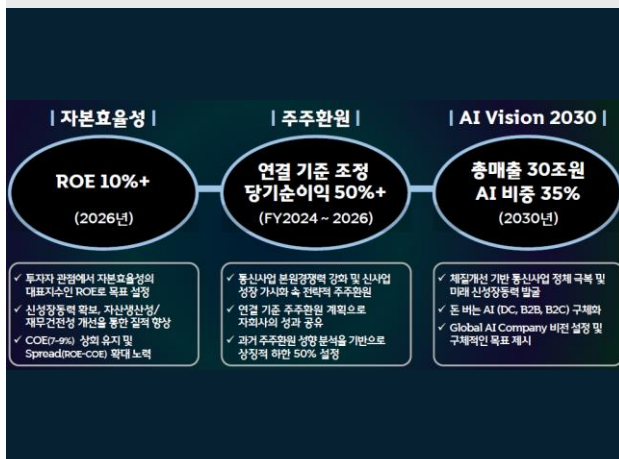 | 자본효율성 |
ROE 10%+
(2026년)
✓ 투자자 관점에서 자본효율성의
대표지수인 ROE로 목표 설정
✓ 신성장동력 확보, 자산생산성/
재무건전성 개선을 통한 질적 향상
✓ COE(7-9%) 상회 유지 및
Spread(ROE-COE) 확대 노력
| 주주환원 |
연결 기준 조정
당기순이익 50%+
(FY2024 ~ 2026)
✓ 통신사업 본원경쟁력 강화 및 신사업
성장 가시화 속 전략적 주주환원
✓ 연결 기준 주주환원 계획으로
자회사의 성과 공유
✓ 과거 주주환원 성향 분석을 기반으로
상징적 하한 50% 설정
| AI Vision 2030 |
총매출 30조원
AI 비중 35%
(2030년)
✓ 체질개선 기반 통신사업 정체 극복 및
미래 신성장동력 발굴
✓ 돈 버는 AI (DC, B2B, B2C) 구체화
✓ Global AI Company 비전 설정 및
구체적인 목표 제시